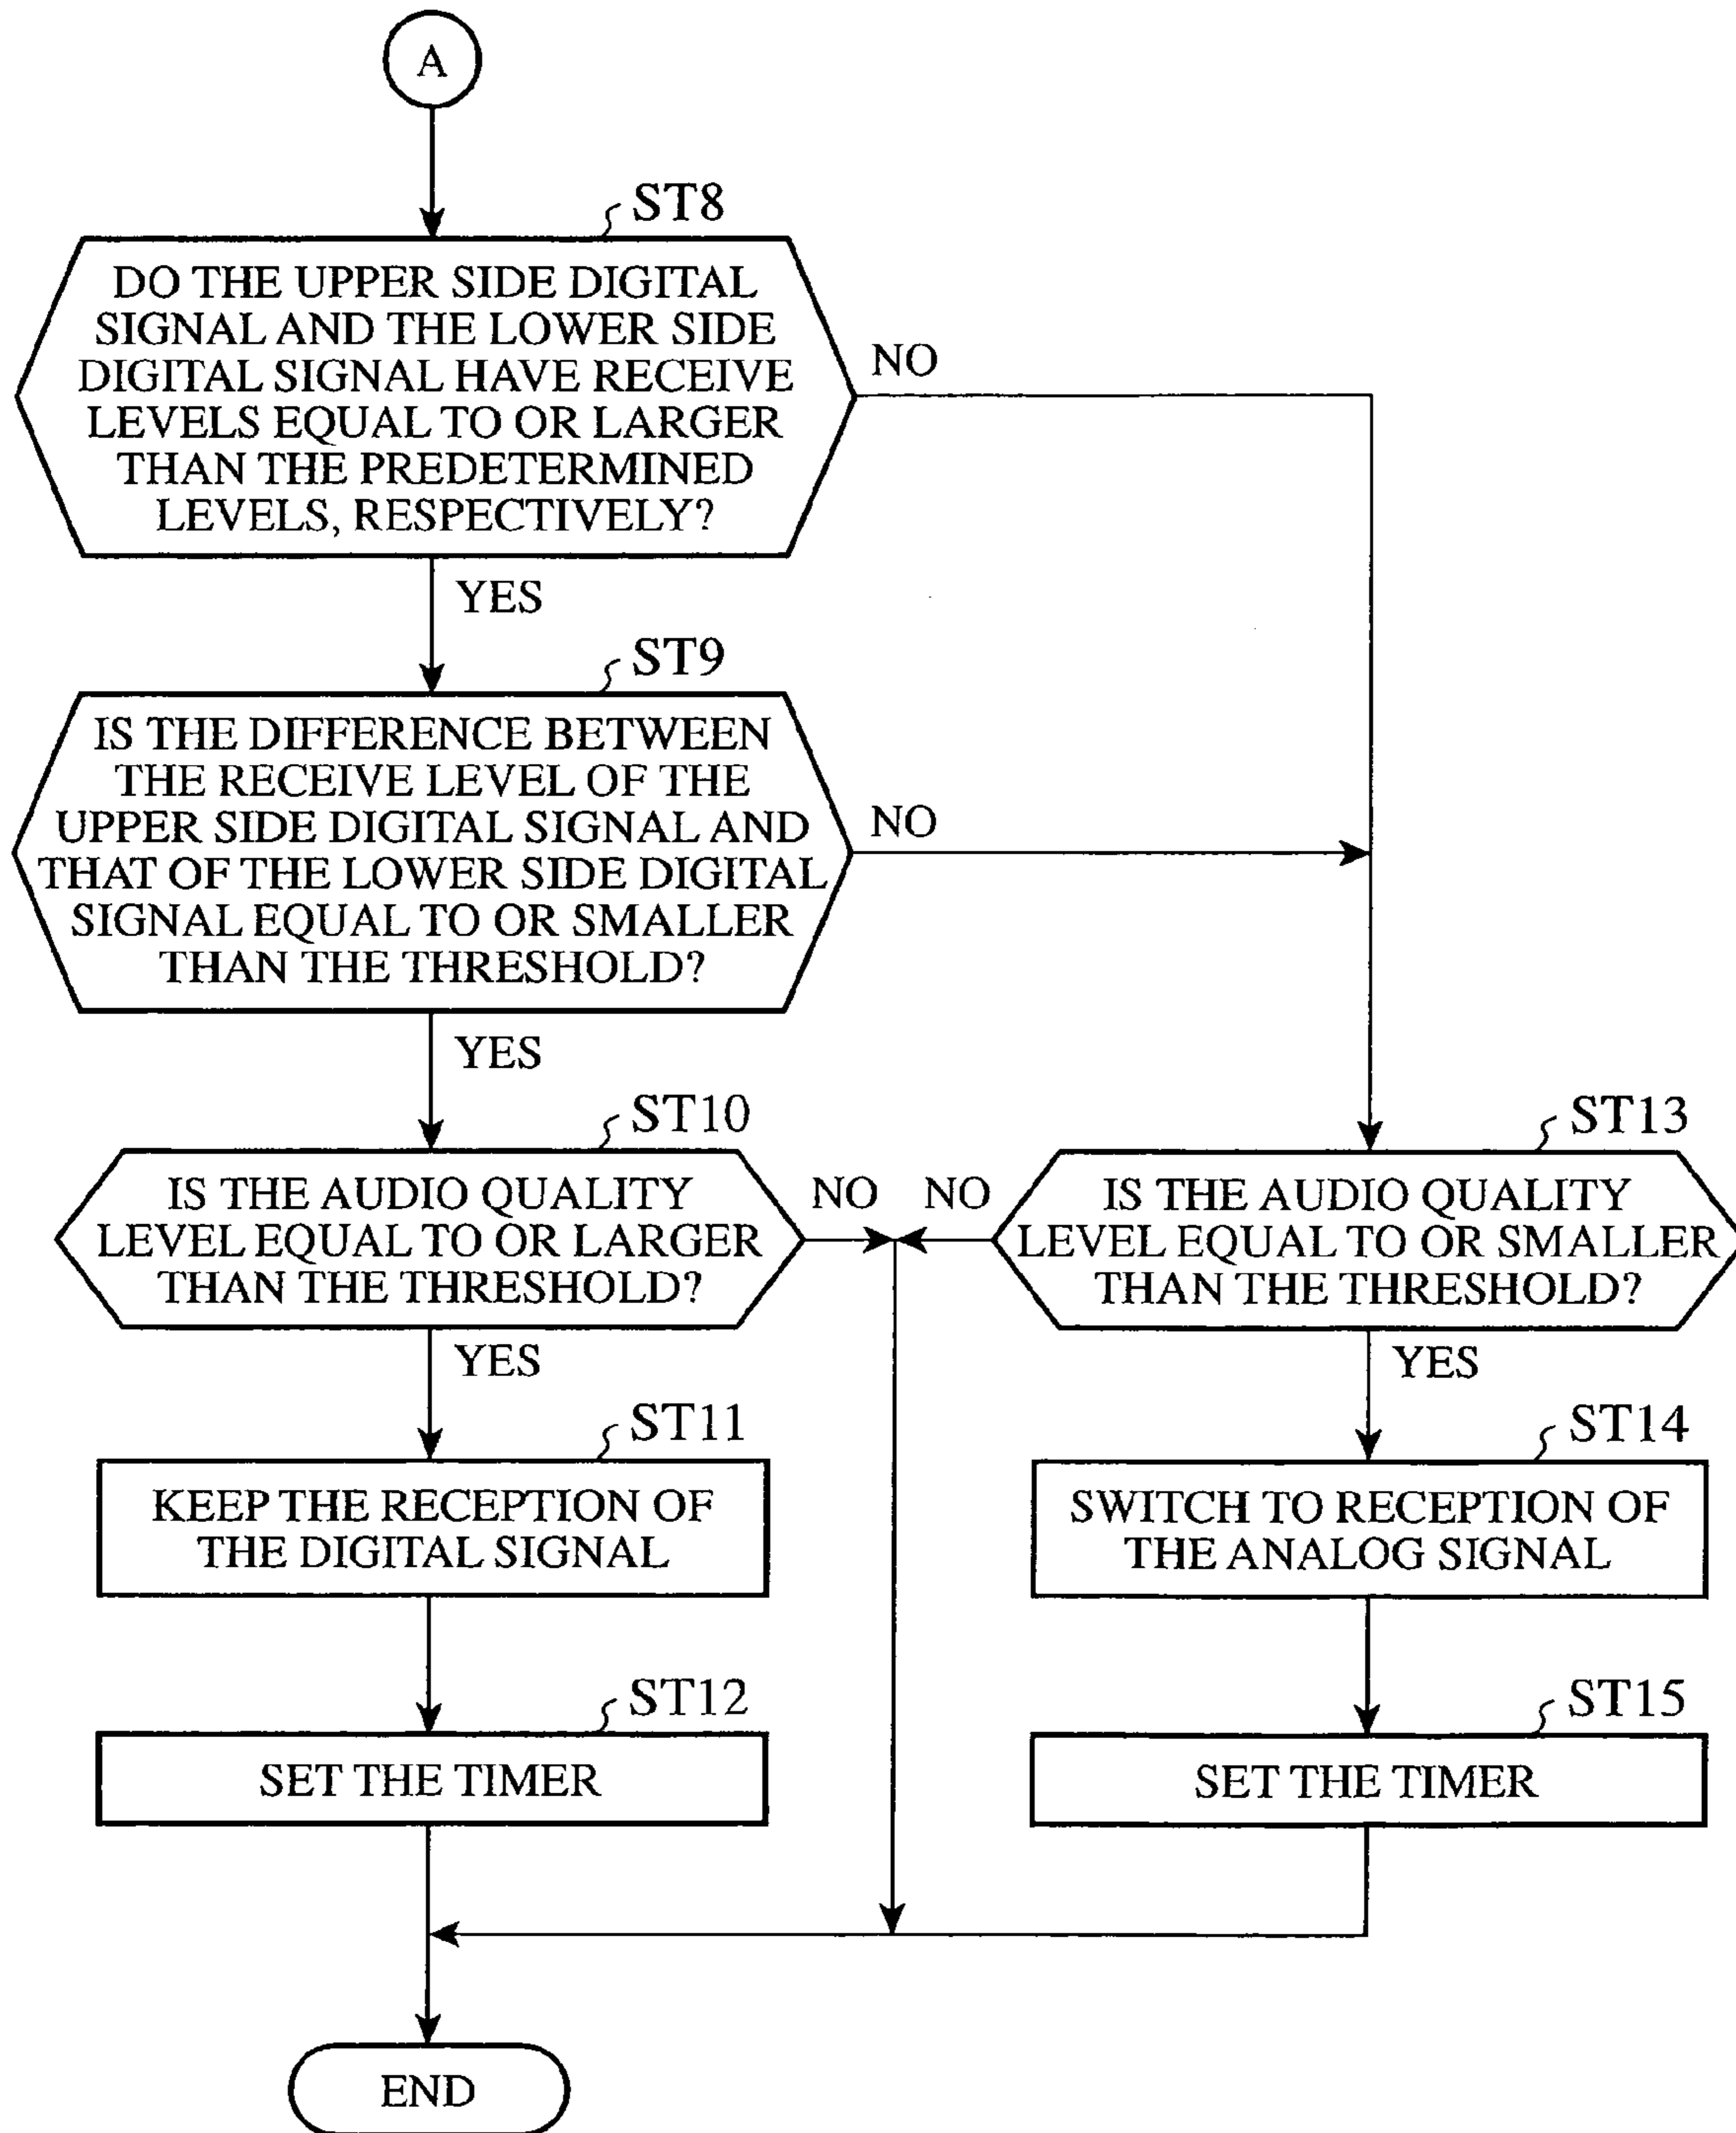 A
ST8
DO THE UPPER SIDE DIGITAL
SIGNAL AND THE LOWER SIDE
DIGITAL SIGNAL HAVE RECEIVE
LEVELS EQUAL TO OR LARGER
THAN THE PREDETERMINED
LEVELS, RESPECTIVELY?
NO
YES
ST9
IS THE DIFFERENCE BETWEEN
THE RECEIVE LEVEL OF THE
UPPER SIDE DIGITAL SIGNAL AND
THAT OF THE LOWER SIDE DIGITAL
SIGNAL EQUAL TO OR SMALLER
THAN THE THRESHOLD?
NO
YES
ST10
IS THE AUDIO QUALITY
LEVEL EQUAL TO OR LARGER
THAN THE THRESHOLD?
NO
YES
ST13
IS THE AUDIO QUALITY
LEVEL EQUAL TO OR SMALLER
THAN THE THRESHOLD?
NO
YES
ST11
KEEP THE RECEPTION OF
THE DIGITAL SIGNAL
ST14
SWITCH TO RECEPTION OF
THE ANALOG SIGNAL
ST12
SET THE TIMER
ST15
SET THE TIMER
END